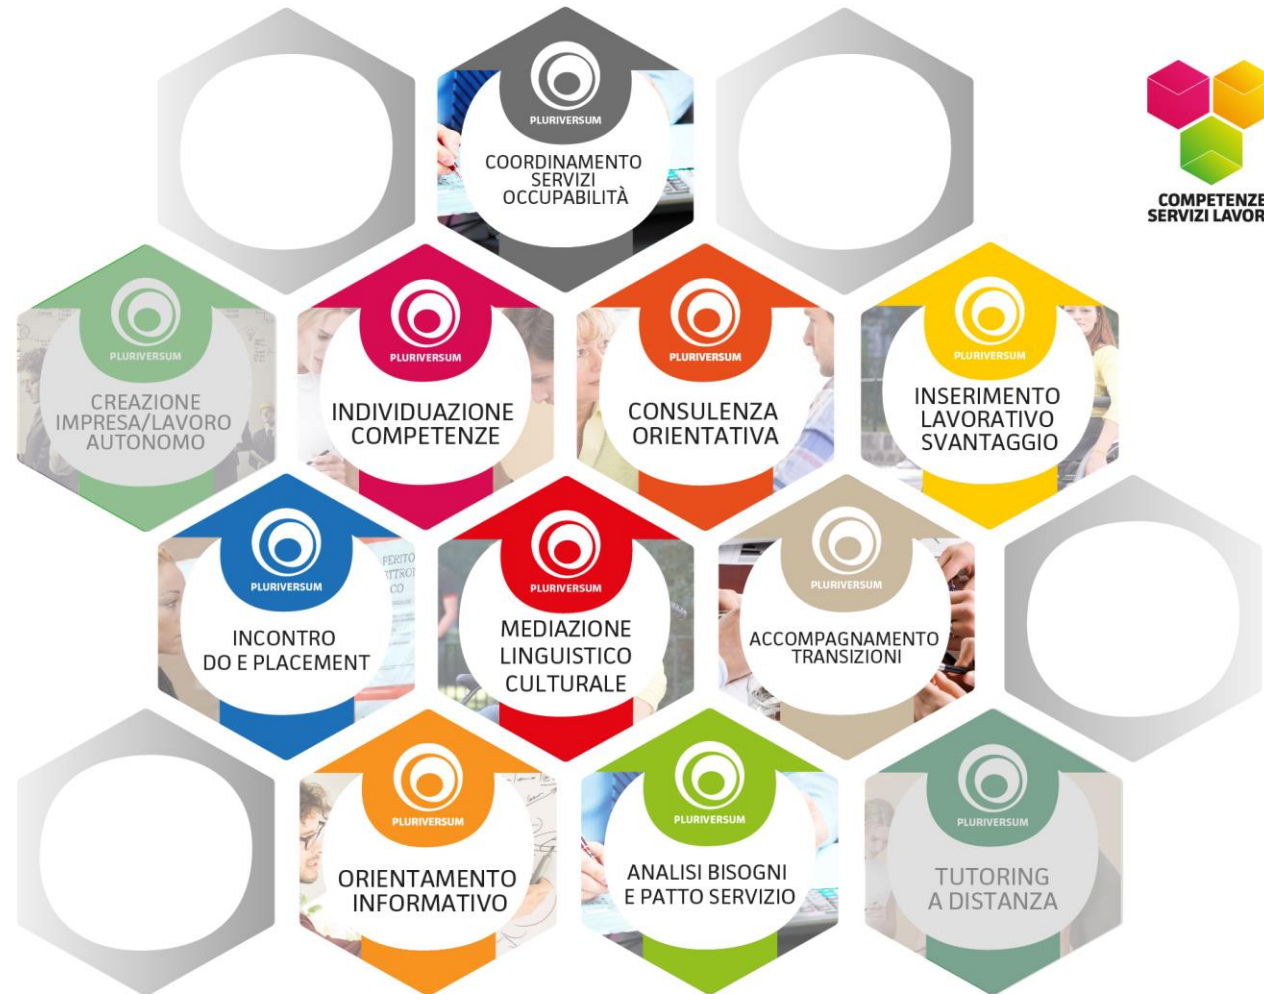 PLURIVERSUM
COORDINAMENTO
SERVIZI
OCCUPABILITÀ
COMPETENZE
SERVIZI LAVOR
PLURIVERSUM
CREAZIONE
IMPRESA/LAVORO
AUTONOMO
PLURIVERSUM
INDIVIDUAZIONE
COMPETENZE
PLURIVERSUM
CONSULENZA
ORIENTATIVA
PLURIVERSUM
INSERIMENTO
LAVORATIVO
SVANTAGGIO
PLURIVERSUM
PERITO
CO
INCONTRO
DO E PLACEMENT
PLURIVERSUM
MEDIAZIONE
LINGUISTICO
CULTURALE
PLURIVERSUM
ACCOMPAGNAMENTO
TRANSIZIONI
PLURIVERSUM
ORIENTAMENTO
INFORMATIVO
PLURIVERSUM
ANALISI BISOGNI
E PATTO SERVIZIO
PLURIVERSUM
TUTORING
A DISTANZA